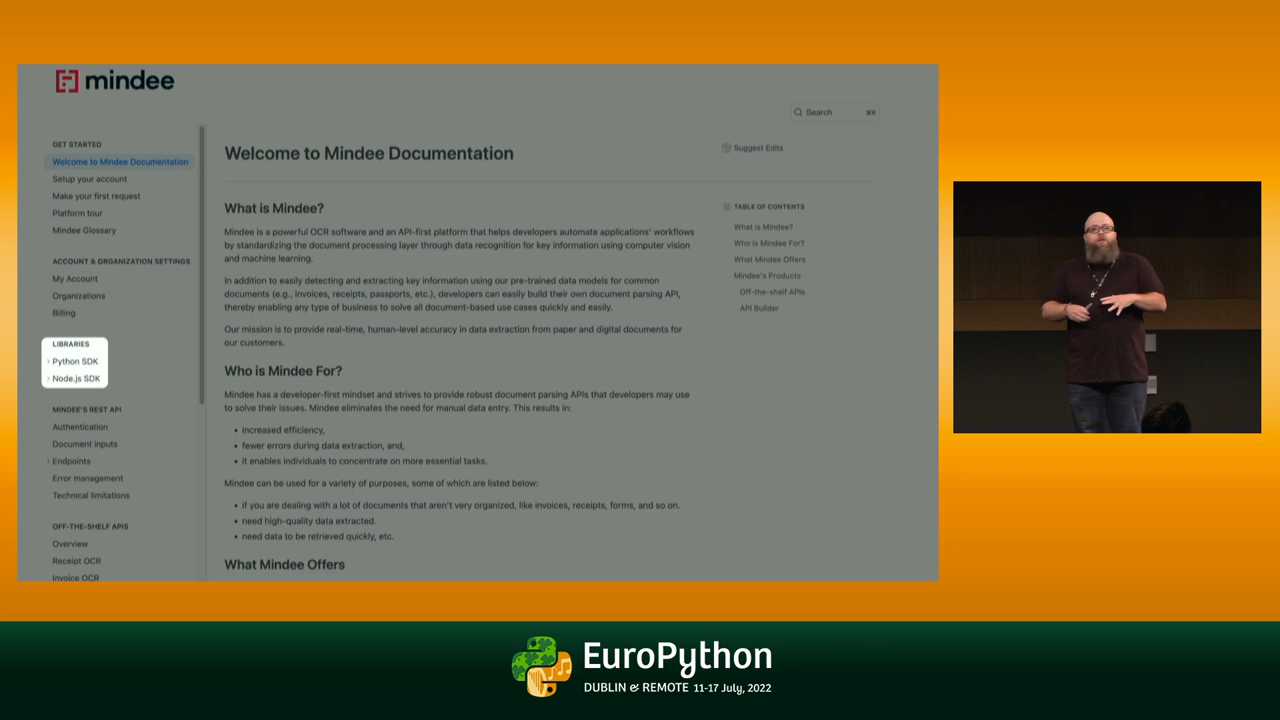 mindee
Search ⌘K
GET STARTED
Welcome to Mindee Documentation
Setup your account
Make your first request
Platform tour
Mindee Glossary
ACCOUNT & ORGANIZATION SETTINGS
My Account
Organizations
Billing
LIBRARIES
Python SDK
Node.js SDK
MINDEE'S REST API
Authentication
Document inputs
Endpoints
Error management
Technical limitations
OFF-THE-SHELF APIS
Overview
Receipt OCR
Invoice OCR
Welcome to Mindee Documentation
What is Mindee?
Mindee is a powerful OCR software and an API-first platform that helps developers automate applications' workflows
by standardizing the document processing layer through data recognition for key information using computer vision
and machine learning.
In addition to easily detecting and extracting key information using our pre-trained data models for common
documents (e.g., invoices, receipts, passports, etc.), developers can easily build their own document parsing API,
thereby enabling any type of business to solve all document-based use cases quickly and easily.
Our mission is to provide real-time, human-level accuracy in data extraction from paper and digital documents for
our customers.
Who is Mindee For?
Mindee has a developer-first mindset and strives to provide robust document parsing APIs that developers may use
to solve their issues. Mindee eliminates the need for manual data entry. This results in:
• increased efficiency,
• fewer errors during data extraction, and,
• it enables individuals to concentrate on more essential tasks.
Mindee can be used for a variety of purposes, some of which are listed below:
• if you are dealing with a lot of documents that aren't very organized, like invoices, receipts, forms, and so on.
• need high-quality data extracted.
• need data to be retrieved quickly, etc.
What Mindee Offers
Suggest Edits
TABLE OF CONTENTS
What is Mindee?
Who is Mindee For?
What Mindee Offers
Mindee's Products
Off-the-shelf APIs
API Builder
EuroPython
DUBLIN & REMOTE 11-17 July, 2022